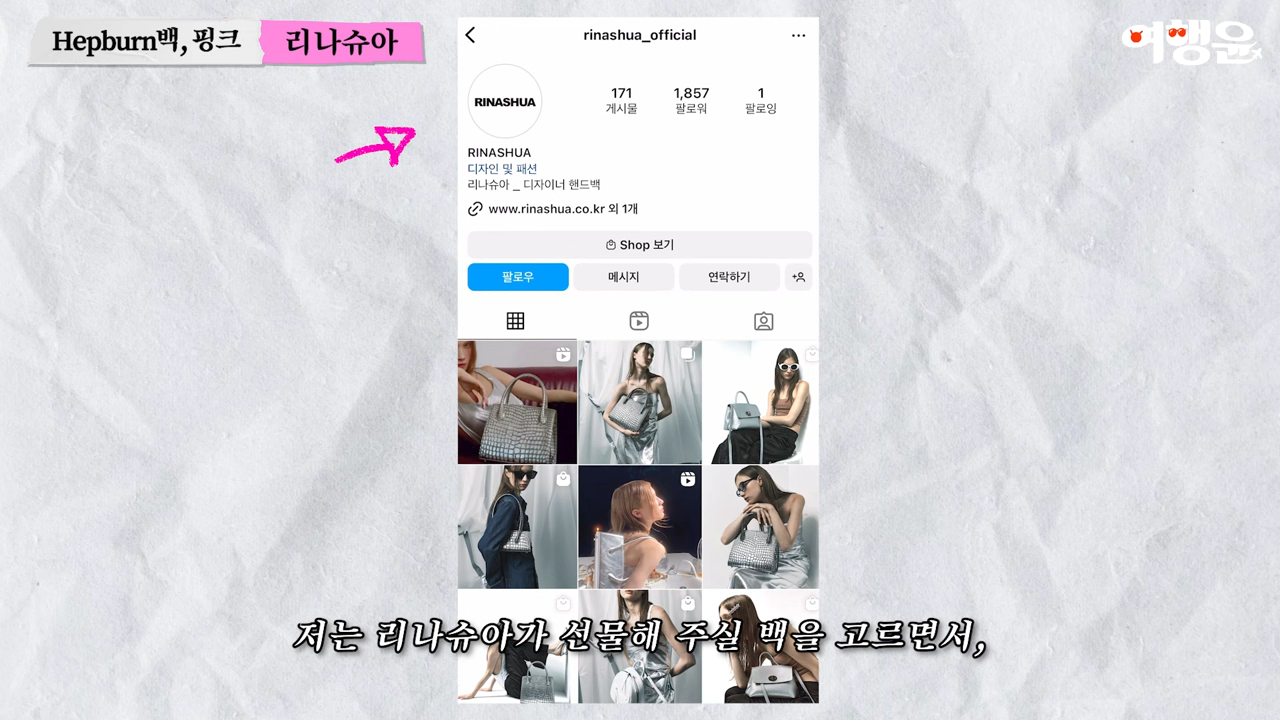 Hepburn백, 핑크 리나슈아
여행윤
rinashua_official
RINASHUA
171 1,857 1
게시물 팔로워 팔로잉
RINASHUA
디자인 및 패션
리나슈아 _ 디자이너 핸드백
www.rinashua.co.kr 외 1개
Shop 보기
팔로우 메시지 연락하기
저는 리나슈아가 선물해 주실 백을 고르면서,